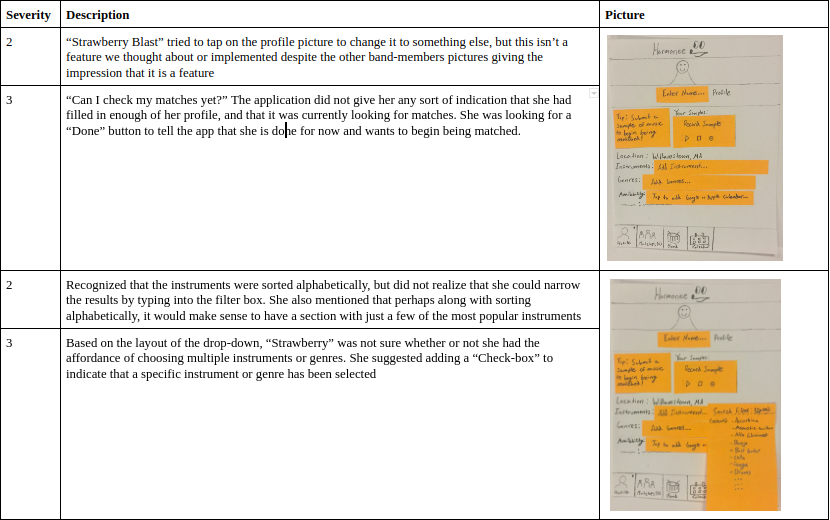 Severity Description Picture
2 “Strawberry Blast” tried to tap on the profile picture to change it to something else, but this isn’t a
feature we thought about or implemented despite the other band-members pictures giving the
impression that it is a feature
3 “Can I check my matches yet?” The application did not give her any sort of indication that she had
filled in enough of her profile, and that it was currently looking for matches. She was looking for a
“Done” button to tell the app that she is done for now and wants to begin being matched.
Harmonee
Enter Name... Profile
Tip: Submit a
sample of music
to begin being
matched!
Your Samples:
Record Sample
Location: Williamstown, MA
Instruments: Add Instrument...
Genres: Add Genres...
Availability: Tap to add Google or Apple Calendar...
Profile Matches Band
2 Recognized that the instruments were sorted alphabetically, but did not realize that she could narrow
the results by typing into the filter box. She also mentioned that perhaps along with sorting
alphabetically, it would make sense to have a section with just a few of the most popular instruments
3 Based on the layout of the drop-down, “Strawberry” was not sure whether or not she had the
affordance of choosing multiple instruments or genres. She suggested adding a “Check-box” to
indicate that a specific instrument or genre has been selected
Harmonee
Enter Name... Profile
Tip: Submit a
sample of music
to begin being
matched!
Your Samples:
Record Sample
Location: Williamstown, MA
Instruments: Add Instrument...
Genres: Add Genres...
Availability: Tap to add Google
Search Filter:
- Accordion
- Banjo